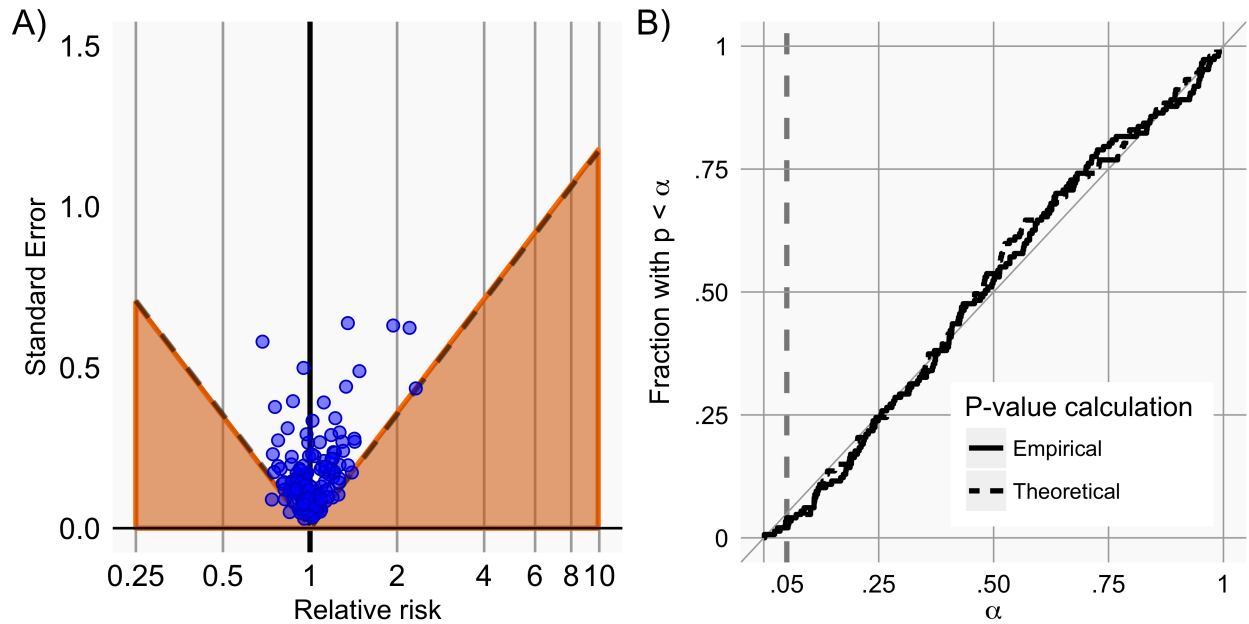 A)
1.5
1.0
0.5
0.0
Standard Error
0.25 0.5 1 2 4 6 8 10
Relative risk
B)
1
.75
.50
.25
0
Fraction with p < α
P-value calculation
Empirical
Theoretical
.05 .25 .50 .75 1
α